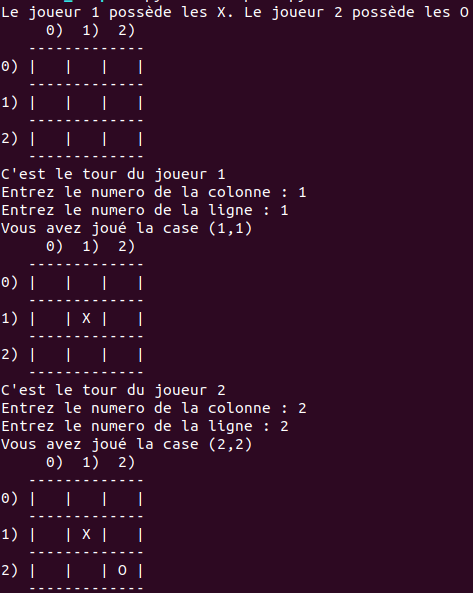 Le joueur 1 possède les X. Le joueur 2 possède les O
     0)  1)  2)
   -------------
0) |   |   |   |
   -------------
1) |   |   |   |
   -------------
2) |   |   |   |
   -------------
C'est le tour du joueur 1
Entrez le numero de la colonne : 1
Entrez le numero de la ligne : 1
Vous avez joué la case (1,1)
     0)  1)  2)
   -------------
0) |   |   |   |
   -------------
1) |   | X |   |
   -------------
2) |   |   |   |
   -------------
C'est le tour du joueur 2
Entrez le numero de la colonne : 2
Entrez le numero de la ligne : 2
Vous avez joué la case (2,2)
     0)  1)  2)
   -------------
0) |   |   |   |
   -------------
1) |   | X |   |
   -------------
2) |   |   | O |
   -------------